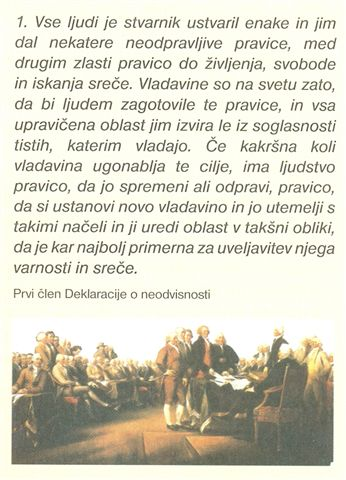 1. Vse ljudi je stvarnik ustvaril enake in jim
dal nekatere neodpravljive pravice, med
drugim zlasti pravico do življenja, svobode
in iskanja sreče. Vladavine so na svetu zato,
da bi ljudem zagotovile te pravice, in vsa
upravičena oblast jim izvira le iz soglasnosti
tistih, katerim vladajo. Če kakršna koli
vladavina ugonablja te cilje, ima ljudstvo
pravico, da jo spremeni ali odpravi, pravico,
da si ustanovi novo vladavino in jo utemelji s
takimi načeli in ji uredi oblast v takšni obliki,
da je kar najbolj primerna za uveljavitev njega
varnosti in sreče.
Prvi člen Deklaracije o neodvisnosti